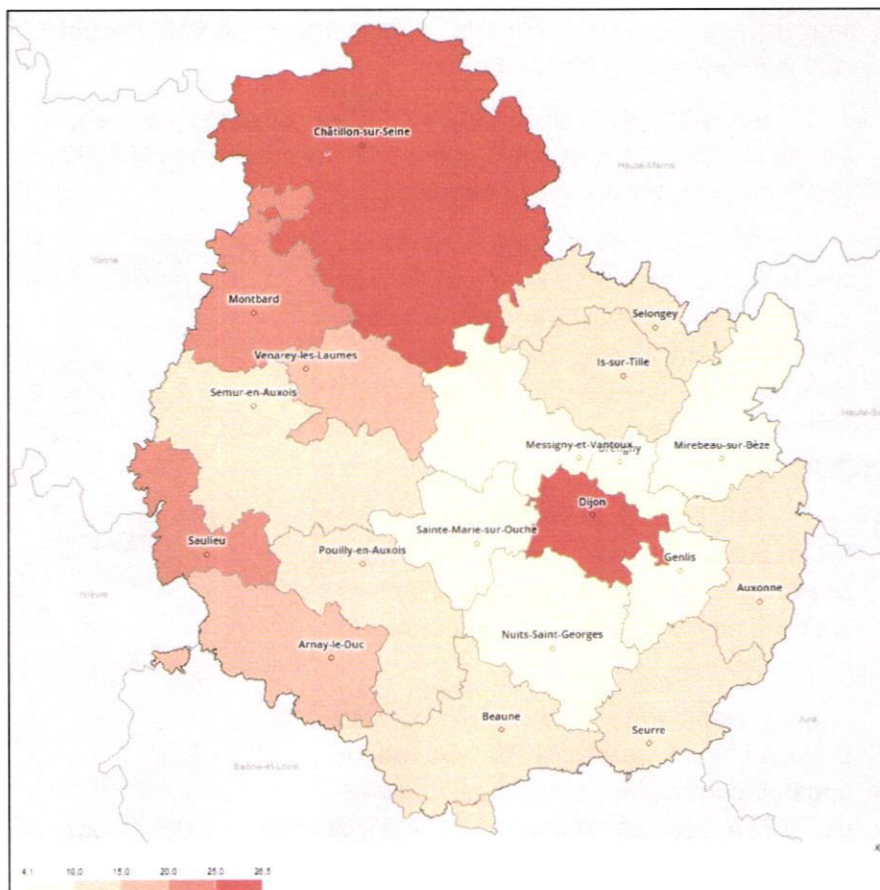 Châtillon-sur-Seine
Haute-Marne
Yonne
Montbard
Selongey
Venarey-les-Laumes
Is-sur-Tille
Semur-en-Auxois
Messigny-et-Vantoux
Mirebeau-sur-Bèze
Dijon
Sainte-Marie-sur-Ouche
Saulieu
Pouilly-en-Auxois
Genlis
Nièvre
Auxonne
Nuits-Saint-Georges
Arnay-le-Duc
Beaune
Seurre
Jura
Saône-et-Loire
4,1 10,0 15,0 20,0 25,0 26,5